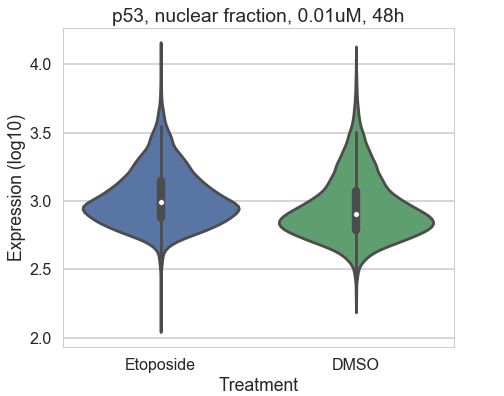 p53, nuclear fraction, 0.01uM, 48h
4.0
3.5
3.0
2.5
2.0
Expression (log10)
Etoposide
DMSO
Treatment